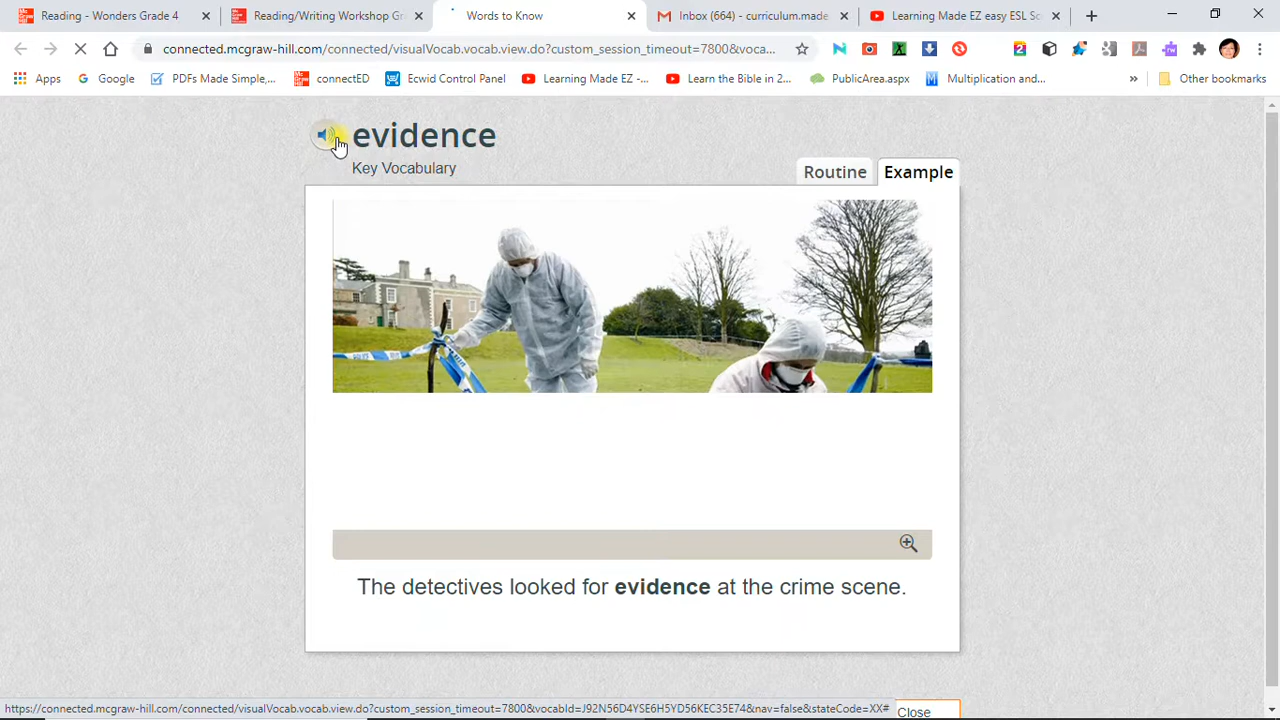 Reading - Wonders Grade 4
Reading/Writing Workshop Gr
Words to Know
Inbox (664) - curriculum.made
Learning Made EZ easy ESL Sc
connected.mcgraw-hill.com/connected/visualVocab.vocab.view.do?custom_session_timeout=7800&voca...
Apps
Google
PDFs Made Simple,...
connectED
Ecwid Control Panel
Learning Made EZ -...
Learn the Bible in 2...
PublicArea.aspx
Multiplication and...
»
Other bookmarks
evidence
Key Vocabulary
Routine
Example
The detectives looked for evidence at the crime scene.
https://connected.mcgraw-hill.com/connected/visualVocab.vocab.view.do?custom_session_timeout=7800&vocabId=J92N56D4YSE6H5YD56KEC35E74&nav=false&stateCode=XX#
Close